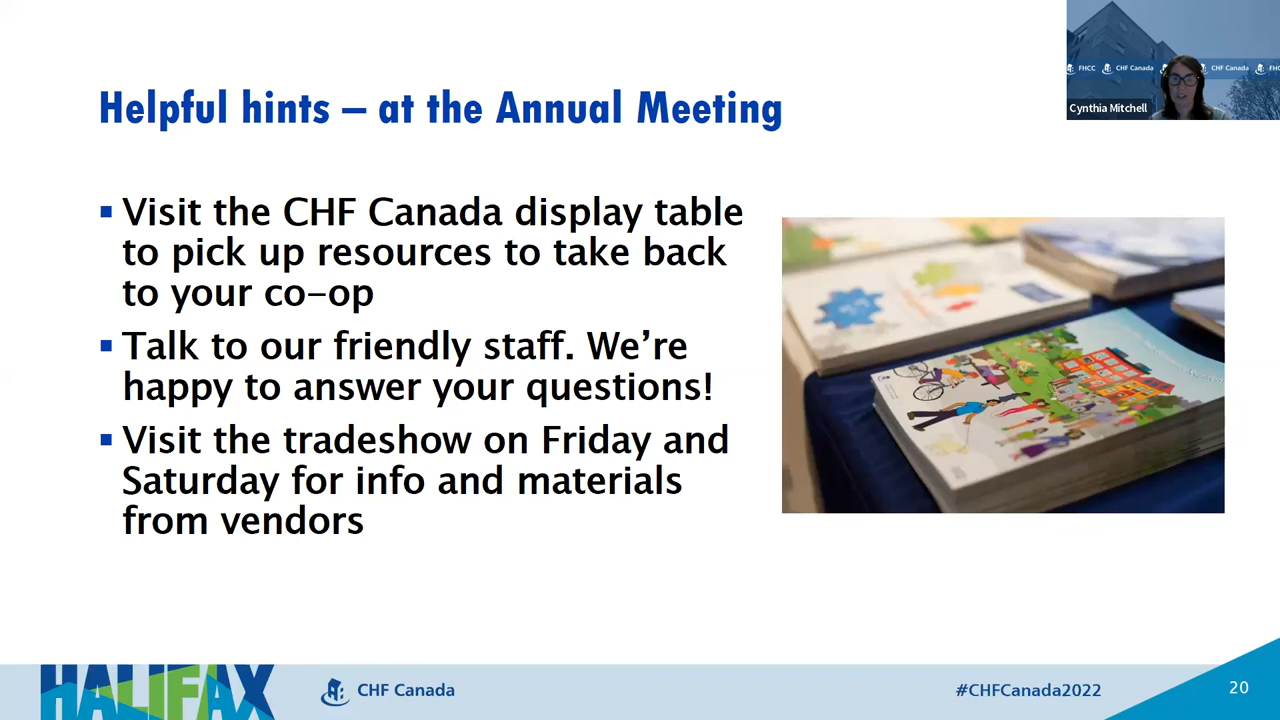 FHCC CHF Canada CHF Canada
Cynthia Mitchell
Helpful hints – at the Annual Meeting
▪ Visit the CHF Canada display table
to pick up resources to take back
to your co-op
▪ Talk to our friendly staff. We’re
happy to answer your questions!
▪ Visit the tradeshow on Friday and
Saturday for info and materials
from vendors
HALIFAX
CHF Canada
#CHFCanada2022
20